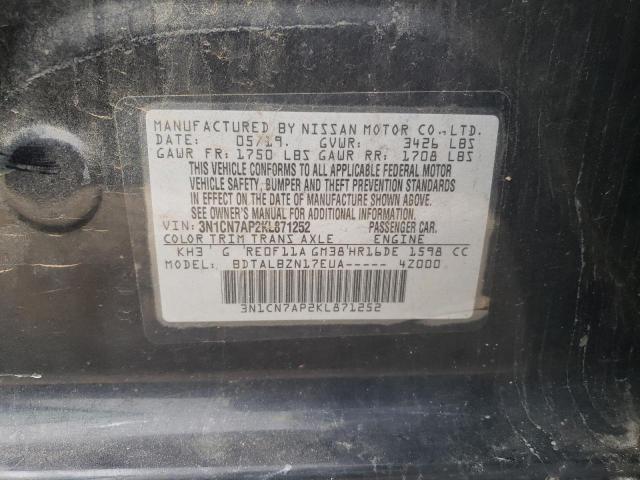 MANUFACTURED BY NISSAN MOTOR CO.,LTD.
DATE: 05/19. GVWR: 3426 LBS
GAWR FR: 1750 LBS GAWR RR: 1708 LBS
THIS VEHICLE CONFORMS TO ALL APPLICABLE FEDERAL MOTOR
VEHICLE SAFETY, BUMPER AND THEFT PREVENTION STANDARDS
IN EFFECT ON THE DATE OF MANUFACTURE SHOWN ABOVE.
SEE OWNER'S MANUAL FOR ADDITIONAL INFORMATION.
VIN: 3N1CN7AP2KL871252 PASSENGER CAR.
COLOR TRIM TRANS AXLE ENGINE
KH3 G RE0F11A GM38 HR16DE 1598 CC
MODEL: BDTALBZN17EUA----- 4Z000
3N1CN7AP2KL871252